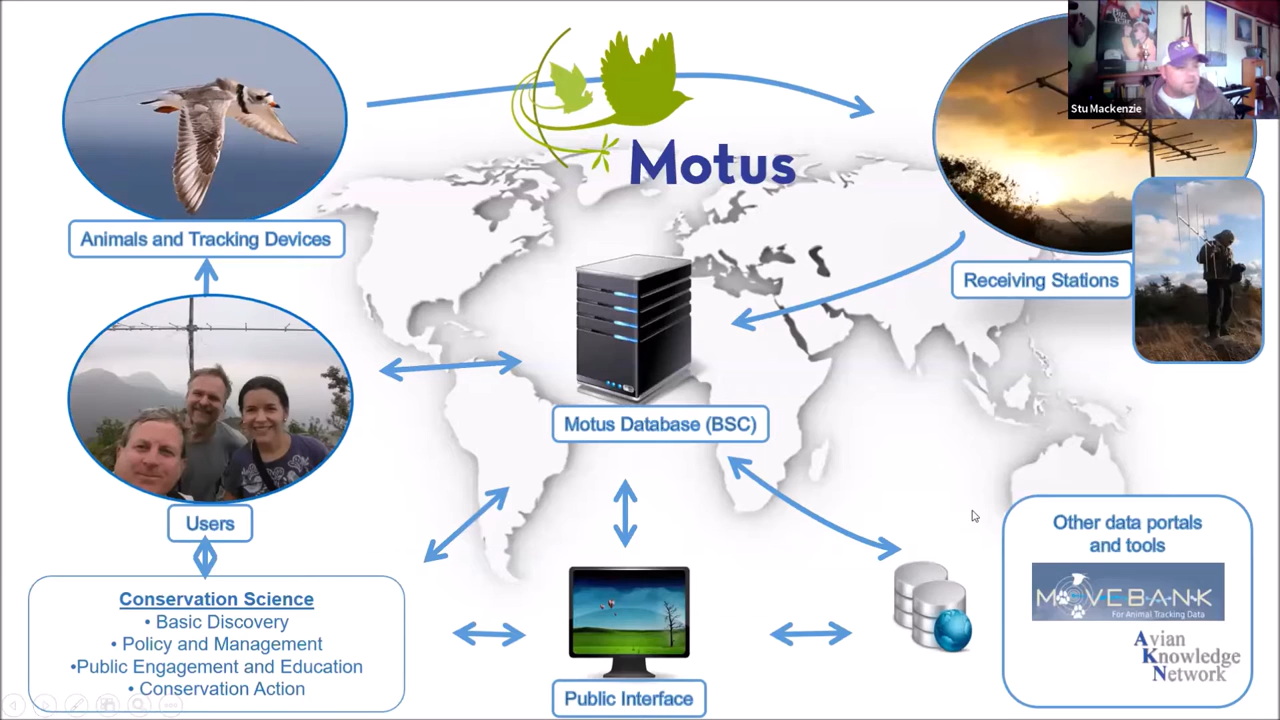 Motus
Stu Mackenzie
Animals and Tracking Devices
Receiving Stations
Motus Database (BSC)
Users
Other data portals
and tools
MOVEBANK
For Animal Tracking Data
Avian
Knowledge
Network
Conservation Science
• Basic Discovery
• Policy and Management
•Public Engagement and Education
• Conservation Action
Public Interface